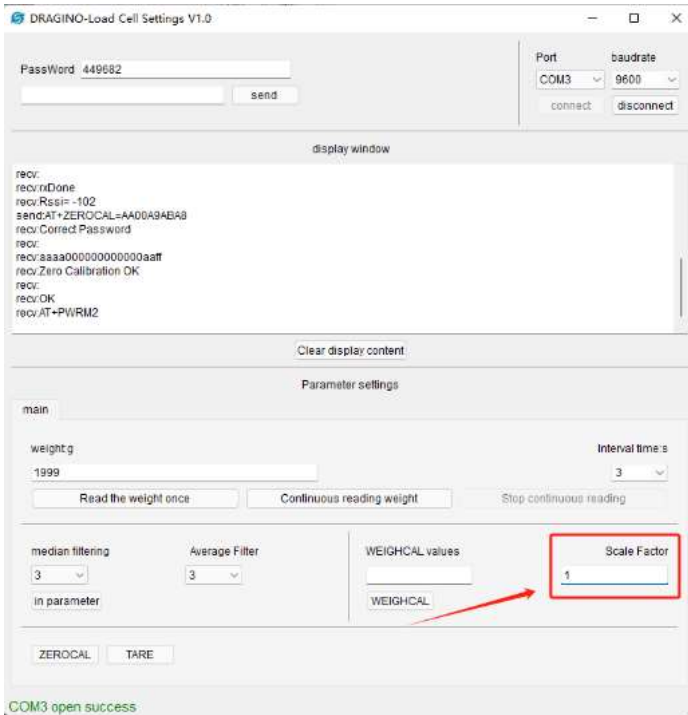 DRAGINO-Load Cell Settings V1.0
PassWord 449682
send
Port baudrate
COM3 9600
connect disconnect
display window
recv:
recv:rxDone
recv:Rssi= -102
send:AT+ZEROCAL=AA00A9ABA8
recv:Correct Password
recv:
recv:aaaa000000000000aaff
recv:Zero Calibration OK
recv:
recv:OK
recv:AT+PWRM2
Clear display content
Parameter settings
main
weight:g Interval time:s
1999 3
Read the weight once Continuous reading weight Stop continuous reading
median filtering Average Filter WEIGHCAL values Scale Factor
3 3 1
in parameter WEIGHCAL
ZEROCAL TARE
COM3 open success